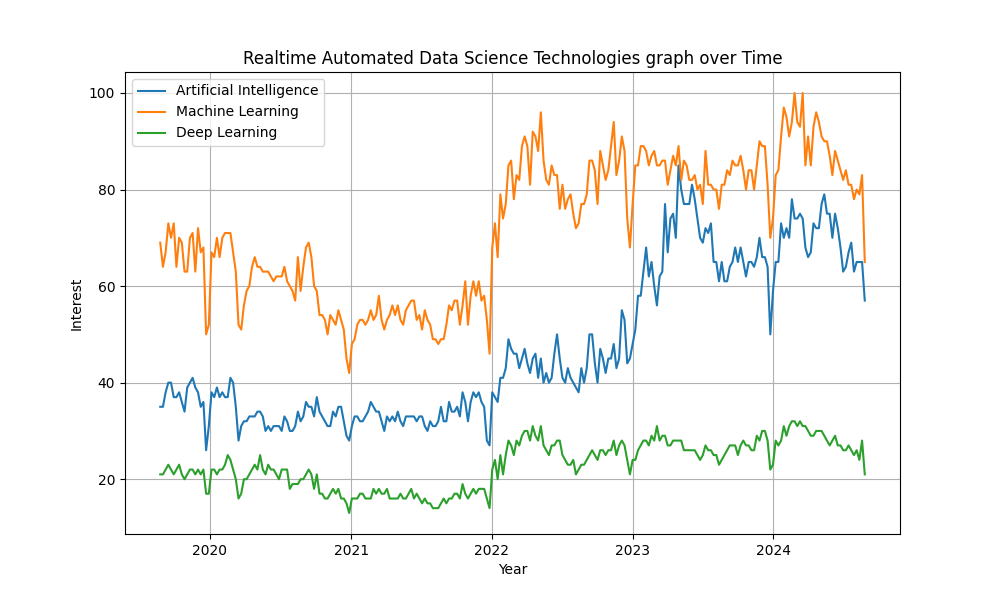 Realtime Automated Data Science Technologies graph over Time
Artificial Intelligence
Machine Learning
Deep Learning
100
80
60
40
20
Interest
2020 2021 2022 2023 2024
Year